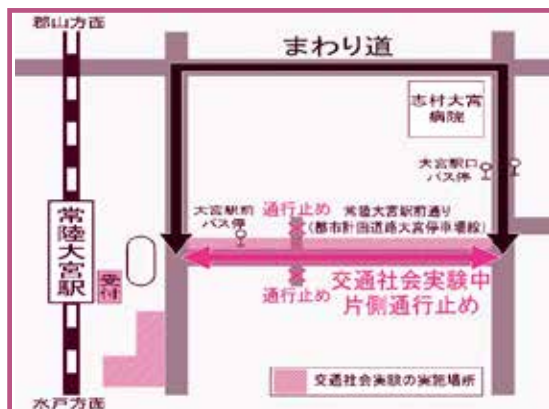 郡山方面
まわり道
志村大宮
病院
大宮駅口
バス停
大宮駅前
バス停
通行止め
常陸大宮駅前通り
(都市計画道路大宮停車場線)
常陸大宮駅
受付
通行止め
交通社会実験中
片側通行止め
交通社会実験の実施場所
水戸方面